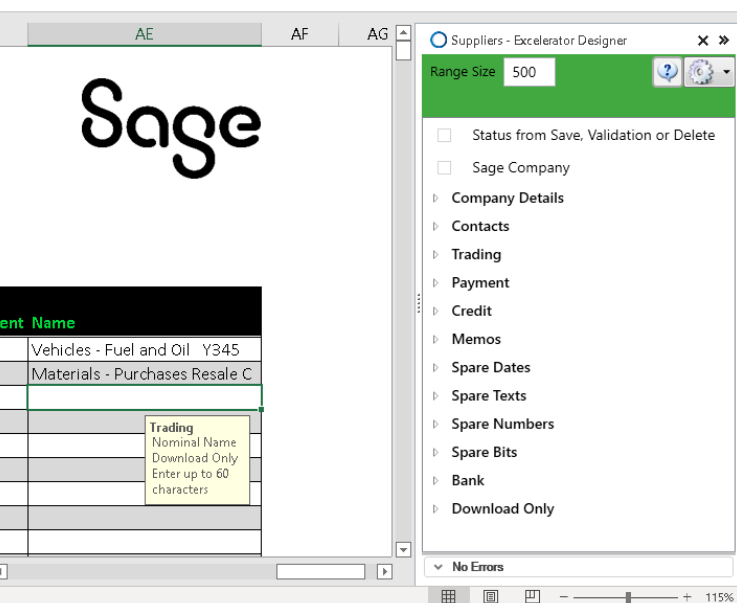 AE AF AG
Sage
ent Name
Vehicles - Fuel and Oil Y345
Materials - Purchases Resale C
Trading
Nominal Name
Download Only
Enter up to 60
characters
Suppliers - Excelerator Designer
Range Size 500
Status from Save, Validation or Delete
Sage Company
Company Details
Contacts
Trading
Payment
Credit
Memos
Spare Dates
Spare Texts
Spare Numbers
Spare Bits
Bank
Download Only
No Errors
115%